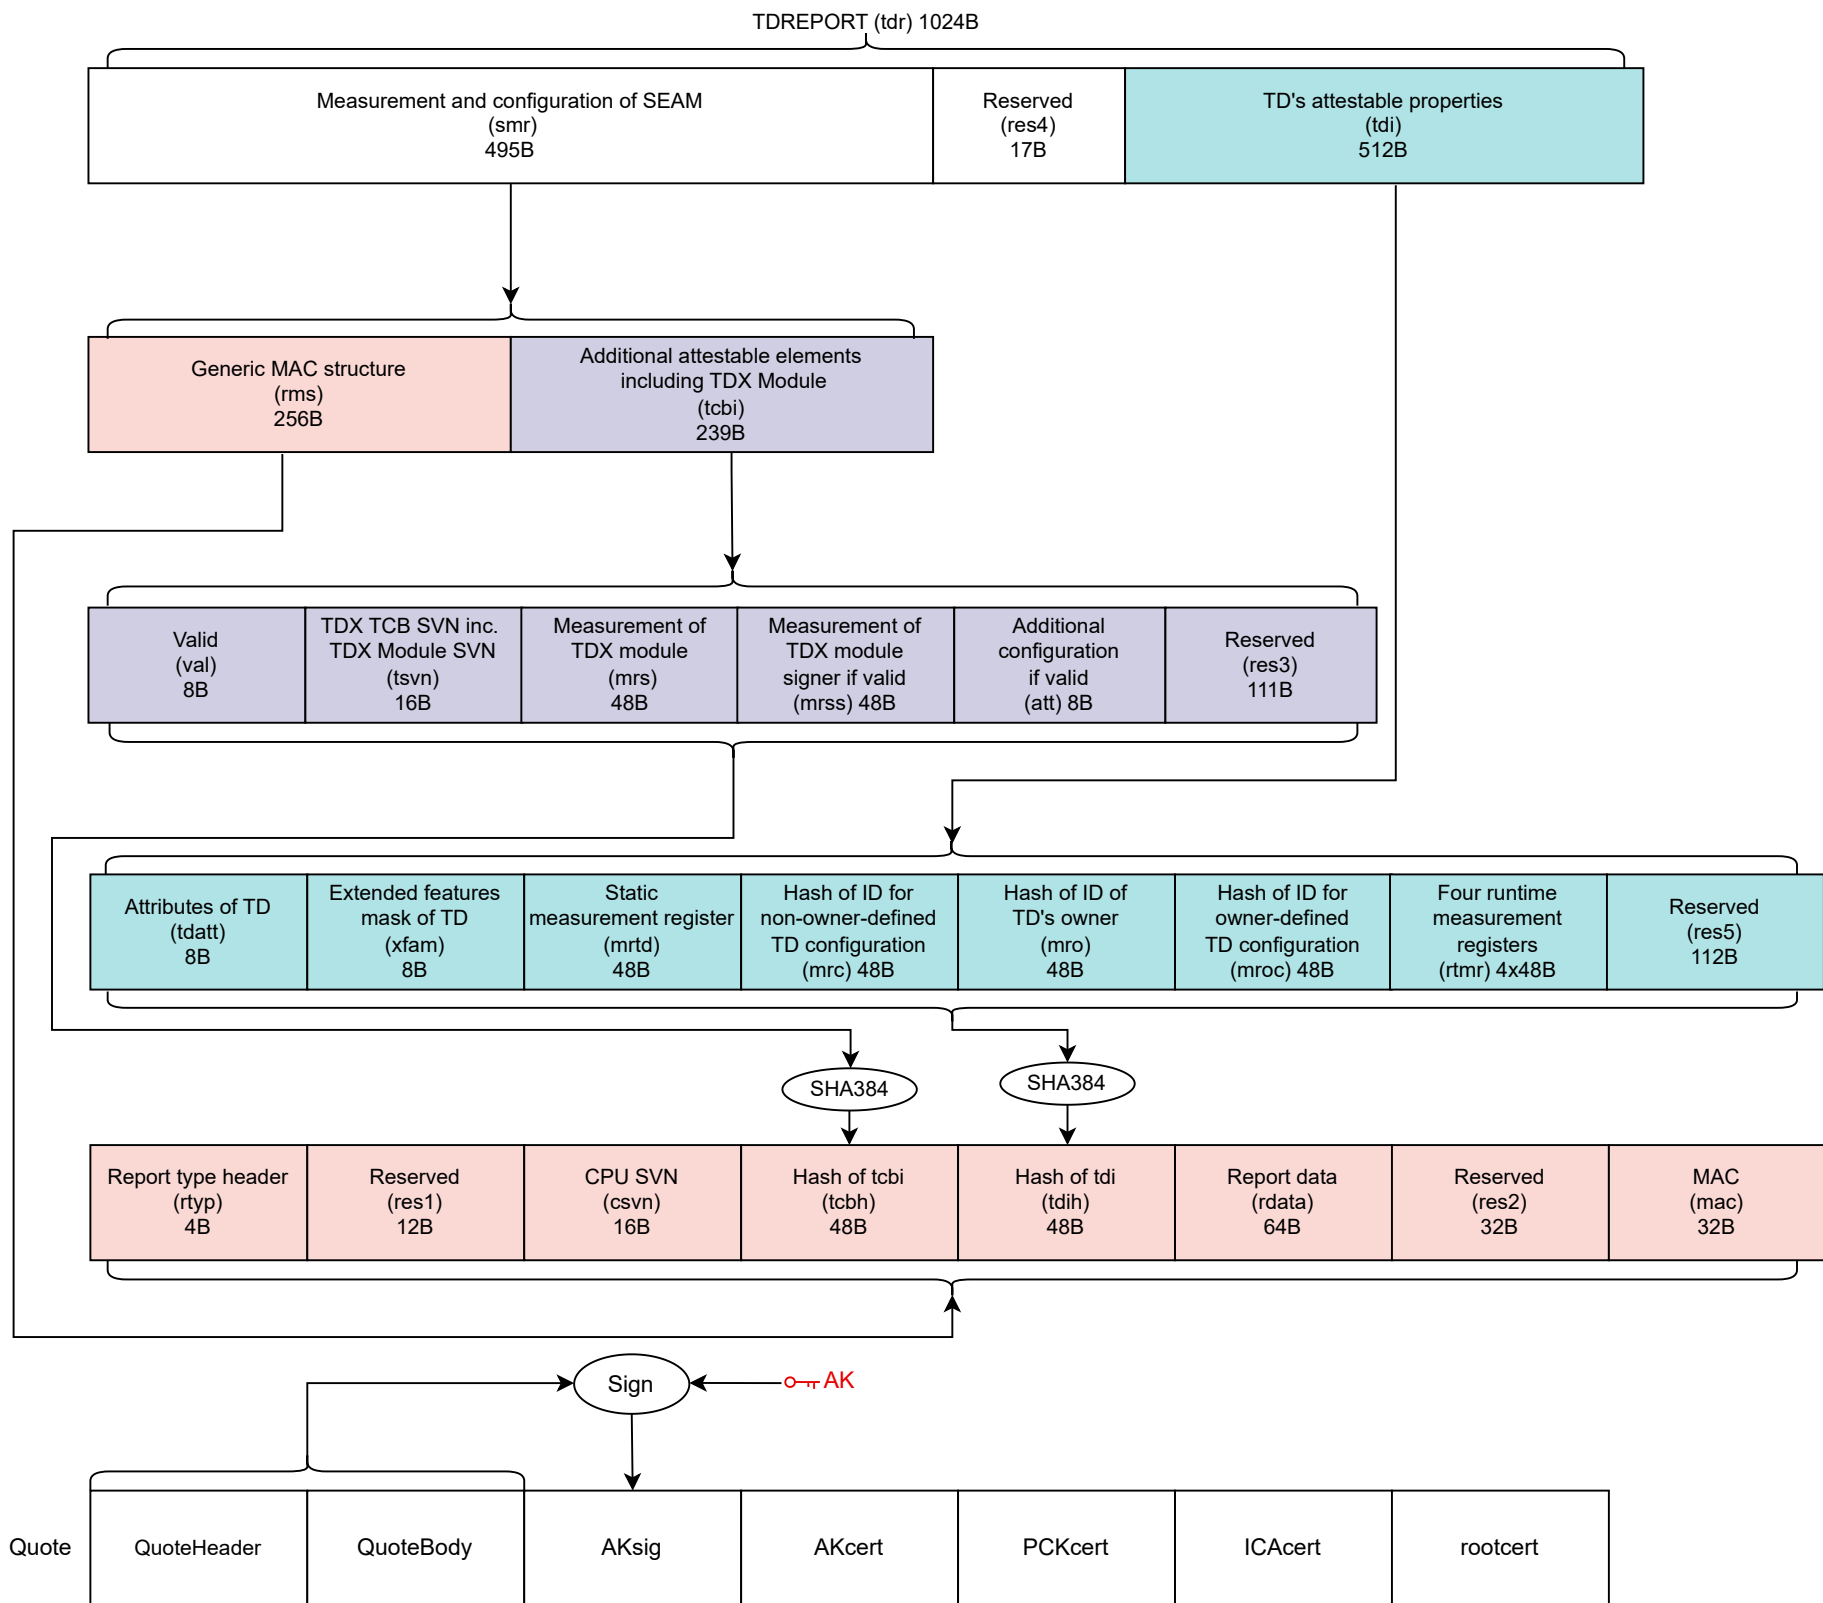 TDREPORT (tdr) 1024B
Measurement and configuration of SEAM
(smr)
495B
Reserved
(res4)
17B
TD's attestable properties
(tdi)
512B
Generic MAC structure
(rms)
256B
Additional attestable elements
including TDX Module
(tcbi)
239B
Valid
(val)
8B
TDX TCB SVN inc.
TDX Module SVN
(tsvn)
16B
Measurement of
TDX module
(mrs)
48B
Measurement of
TDX module
signer if valid
(mrss) 48B
Additional
configuration
if valid
(att) 8B
Reserved
(res3)
111B
Attributes of TD
(tdatt)
8B
Extended features
mask of TD
(xfam)
8B
Static
measurement register
(mrtd)
48B
Hash of ID for
non-owner-defined
TD configuration
(mrc) 48B
Hash of ID of
TD's owner
(mro)
48B
Hash of ID for
owner-defined
TD configuration
(mroc) 48B
Four runtime
measurement
registers
(rtmr) 4x48B
Reserved
(res5)
112B
SHA384
SHA384
Report type header
(rtyp)
4B
Reserved
(res1)
12B
CPU SVN
(csvn)
16B
Hash of tcbi
(tcbh)
48B
Hash of tdi
(tdih)
48B
Report data
(rdata)
64B
Reserved
(res2)
32B
MAC
(mac)
32B
Sign
AK
Quote
QuoteHeader
QuoteBody
AKsig
AKcert
PCKcert
ICAcert
rootcert